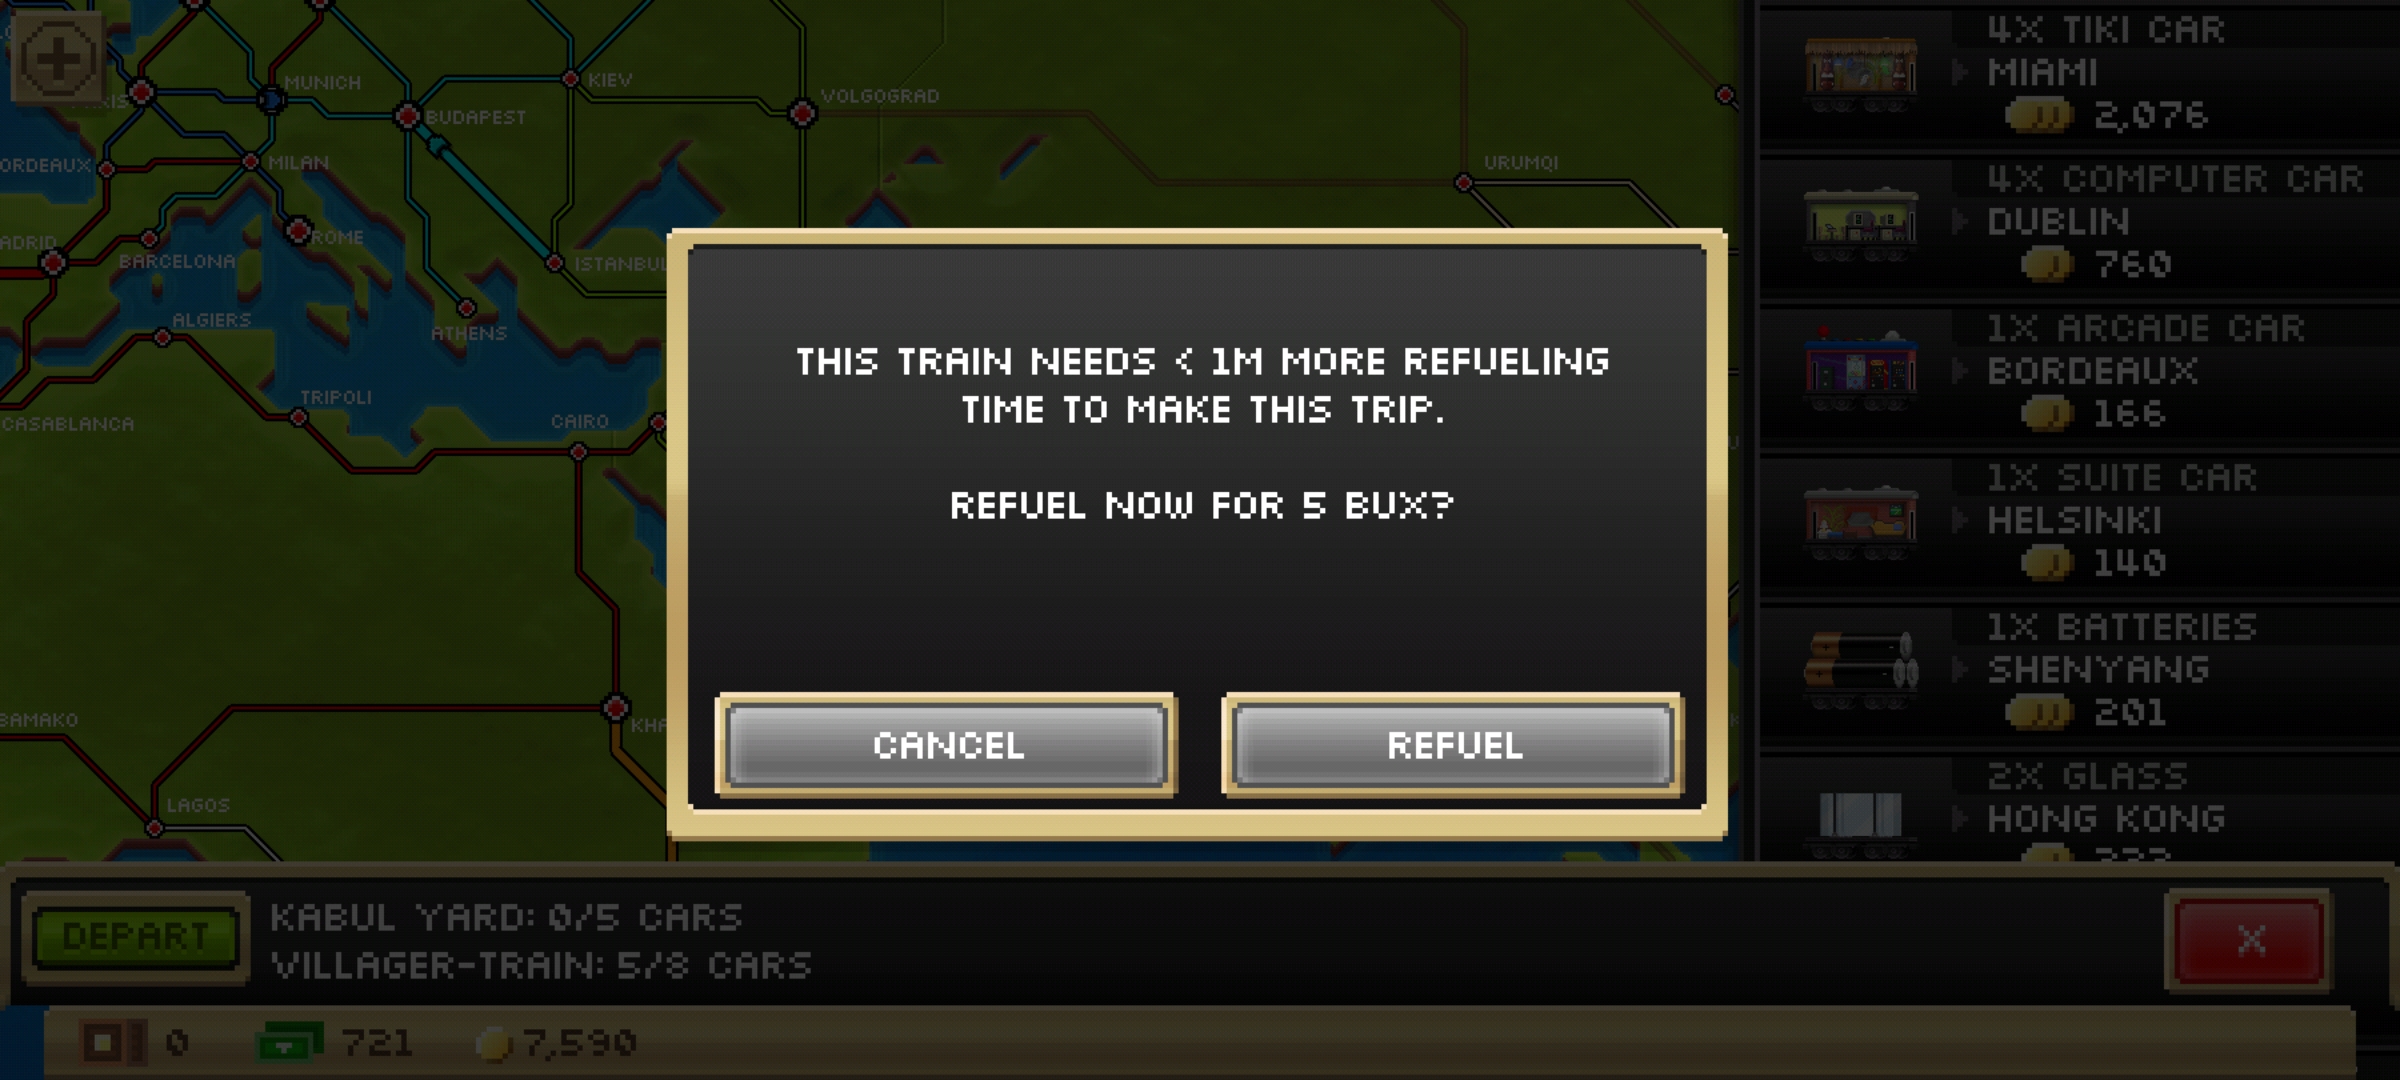 MUNICH
KIEV
VOLGOGRAD
BUDAPEST
ORDEAUX
MILAN
URUMQI
ADRID
ROME
BARCELONA
ISTANBUL
ALGIERS
ATHENS
TRIPOLI
CASABLANCA
CAIRO
BAMAKO
KHA
LAGOS
THIS TRAIN NEEDS < 1M MORE REFUELING
TIME TO MAKE THIS TRIP.
REFUEL NOW FOR 5 BUX?
CANCEL
REFUEL
4X TIKI CAR
MIAMI
2,076
4X COMPUTER CAR
DUBLIN
760
1X ARCADE CAR
BORDEAUX
166
1X SUITE CAR
HELSINKI
140
1X BATTERIES
SHENYANG
201
2X GLASS
HONG KONG
DEPART
KABUL YARD: 0/5 CARS
VILLAGER-TRAIN: 5/8 CARS
X
0
721
7,590